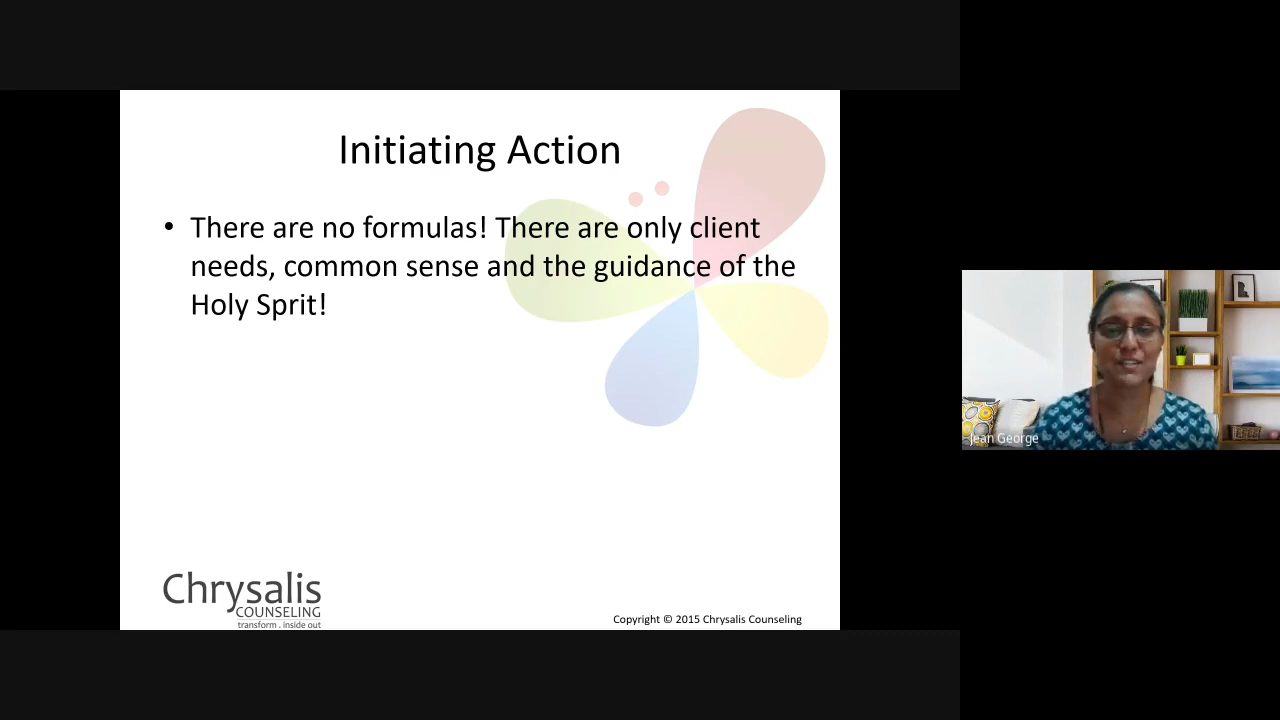 Initiating Action
• There are no formulas! There are only client
needs, common sense and the guidance of the
Holy Sprit!
Chrysalis
COUNSELING
transform . inside out
Copyright © 2015 Chrysalis Counseling
Jean George